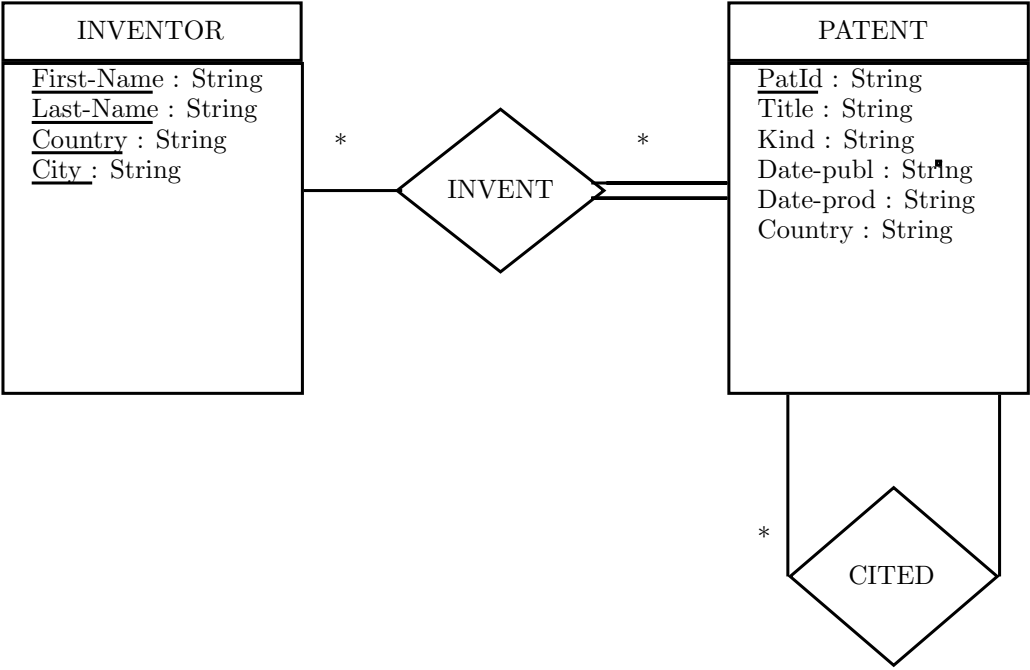 INVENTOR
First-Name : String
Last-Name : String
Country : String
City : String
*
INVENT
*
PATENT
PatId : String
Title : String
Kind : String
Date-publ : String
Date-prod : String
Country : String
*
CITED